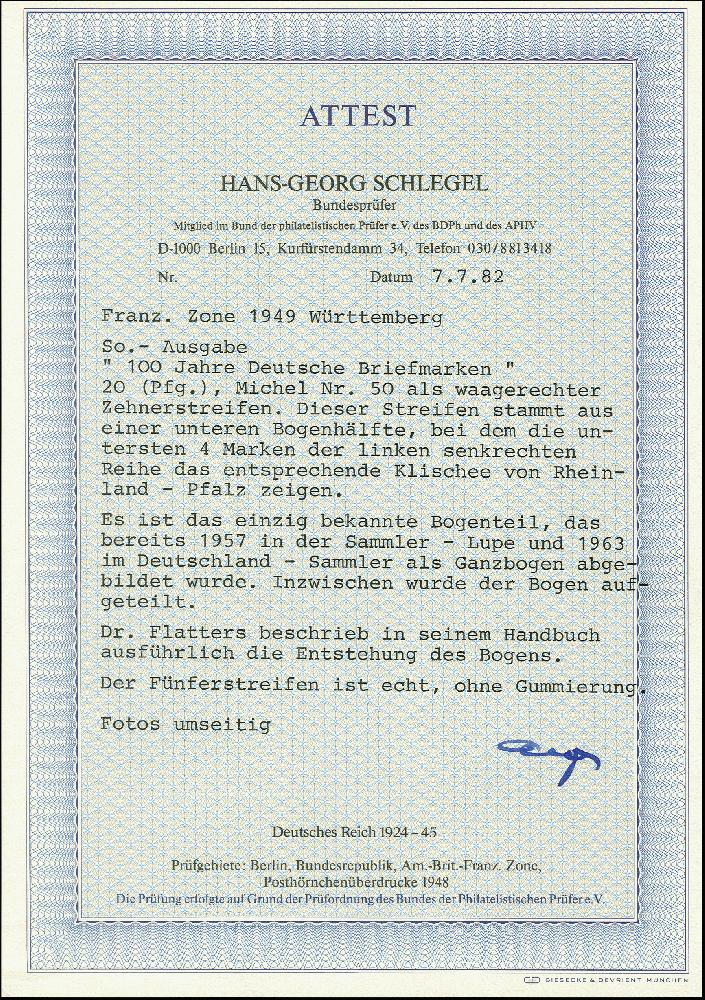 ATTEST
HANS-GEORG SCHLEGEL
Bundesprüfer
Mitglied im Bund der philatelistischen Prüfer e.V. des BDPh und des APHV
D-1000 Berlin 15, Kurfürstendamm 34, Telefon 030/8813418
Nr. Datum 7.7.82
Franz. Zone 1949 Württemberg
So.- Ausgabe
" 100 Jahre Deutsche Briefmarken "
20 (Pfg.), Michel Nr. 50 als waagerechter
Zehnerstreifen. Dieser Streifen stammt aus
einer unteren Bogenhälfte, bei dem die un-
tersten 4 Marken der linken senkrechten
Reihe das entsprechende Klischee von Rhein-
land - Pfalz zeigen.
Es ist das einzig bekannte Bogenteil, das
bereits 1957 in der Sammler - Lupe und 1963
im Deutschland - Sammler als Ganzbogen abge-
bildet wurde. Inzwischen wurde der Bogen auf-
geteilt.
Dr. Flatters beschrieb in seinem Handbuch
ausführlich die Entstehung des Bogens.
Der Fünferstreifen ist echt, ohne Gummierung.
Fotos umseitig
Deutsches Reich 1924 – 45
Prüfgebiete: Berlin, Bundesrepublik, Am.-Brit.-Franz. Zone,
Posthörnchenüberdrucke 1948
Die Prüfung erfolgte auf Grund der Prüfordnung des Bundes der Philatelistischen Prüfer e.V.
GIESECKE & DEVRIENT MÜNCHEN